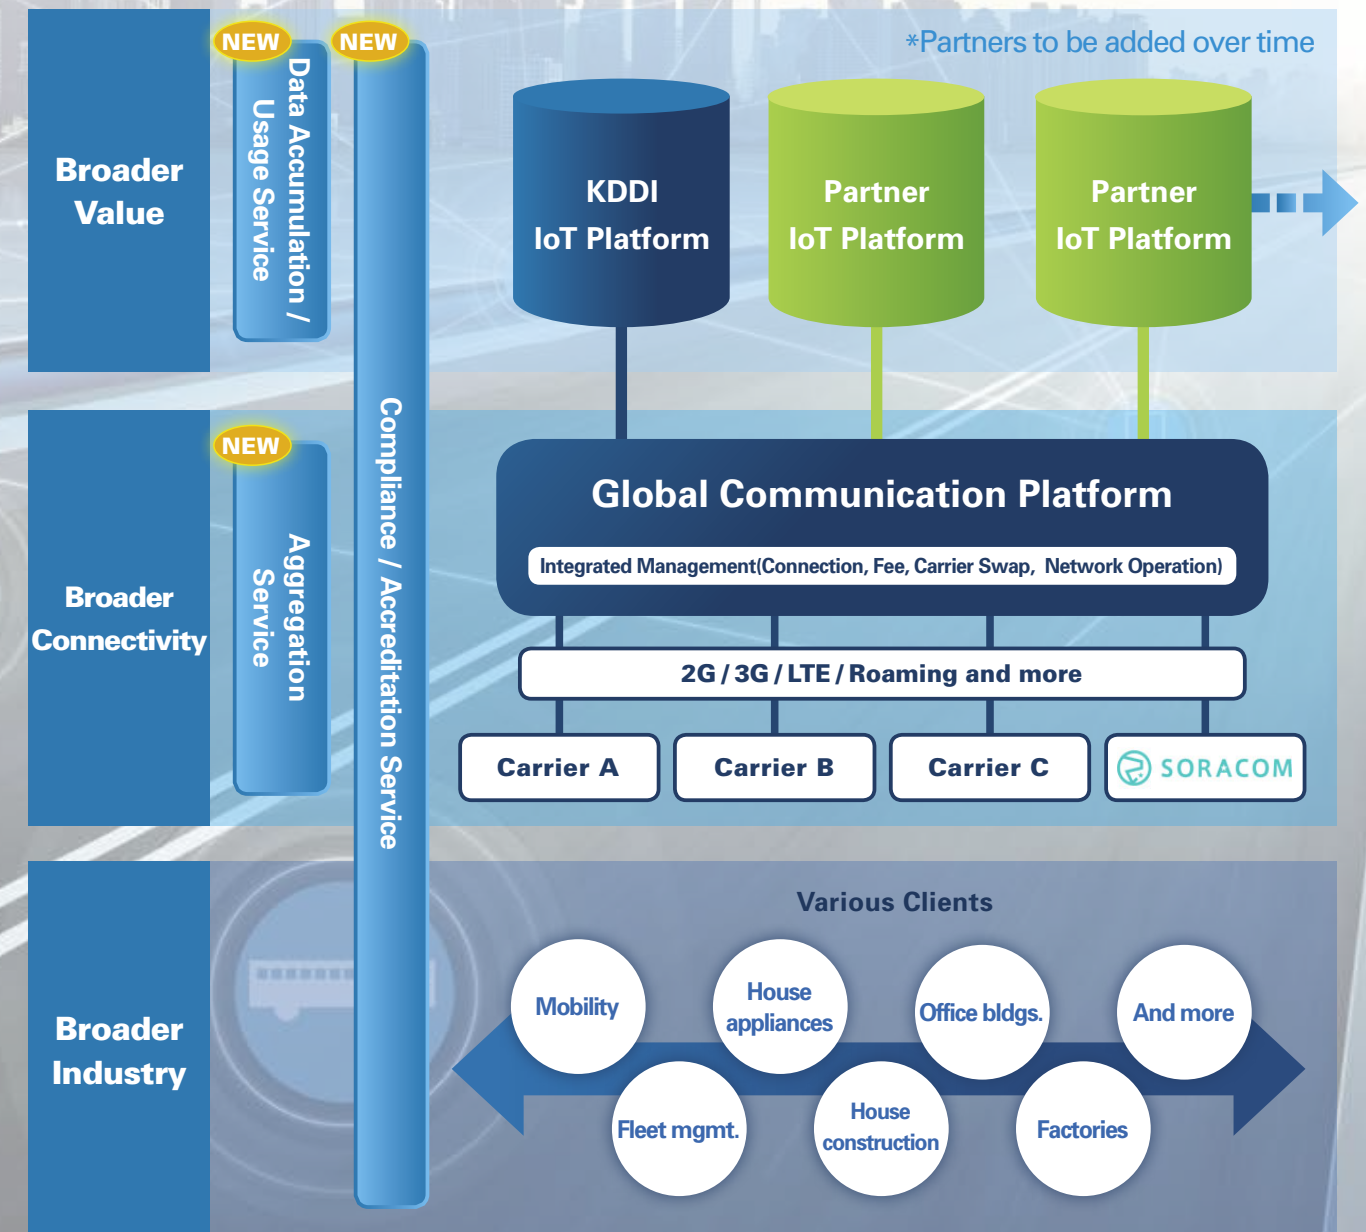 Broader
Value
NEW
Data Accumulation /
Usage Service
NEW
Compliance / Accreditation Service
*Partners to be added over time
KDDI
IoT Platform
Partner
IoT Platform
Partner
IoT Platform
Broader
Connectivity
NEW
Aggregation
Service
Global Communication Platform
Integrated Management(Connection, Fee, Carrier Swap, Network Operation)
2G / 3G / LTE / Roaming and more
Carrier A
Carrier B
Carrier C
SORACOM
Broader
Industry
Various Clients
Mobility
House
appliances
Office bldgs.
And more
Fleet mgmt.
House
construction
Factories